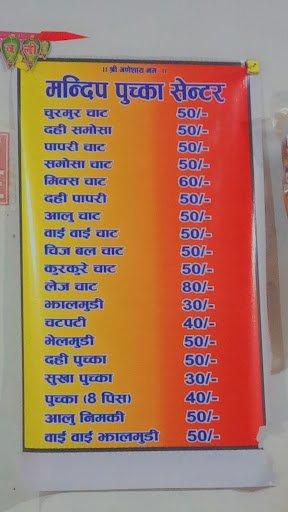 ॥ श्री गणेशाय नमः ॥
मन्दिप पुच्का सेन्टर
चुरमुर चाट 50/-
दही समोसा 50/-
पापरी चाट 50/-
समोसा चाट 50/-
मिक्स चाट 60/-
दही पापरी 50/-
आलु चाट 50/-
वाई वाई चाट 50/-
चिज बल चाट 50/-
कुरकुरे चाट 50/-
लेज चाट 80/-
झालमुडी 30/-
चटपटी 40/-
भेलमुडी 50/-
दही पुच्का 50/-
सुखा पुच्का 30/-
पुच्का (8 पिस) 40/-
आलु निमकी 50/-
वाई वाई झालमुडी 50/-